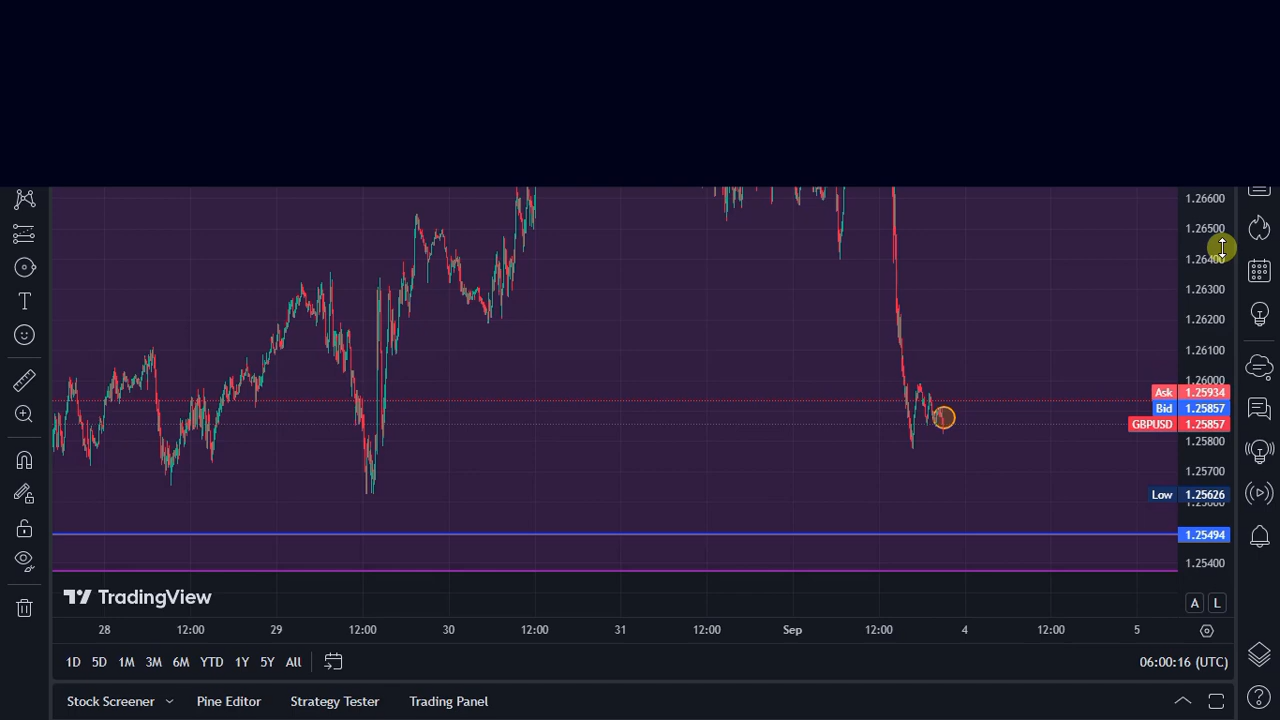 1.26600
1.26500
1.26400
1.26300
1.26200
1.26100
1.26000
Ask 1.25934
Bid 1.25857
GBPUSD 1.25857
1.25800
1.25700
Low 1.25626
1.25494
1.25400
TradingView
A L
28 12:00 29 12:00 30 12:00 31 12:00 Sep 12:00 4 12:00 5
1D 5D 1M 3M 6M YTD 1Y 5Y All 06:00:16 (UTC)
Stock Screener Pine Editor Strategy Tester Trading Panel